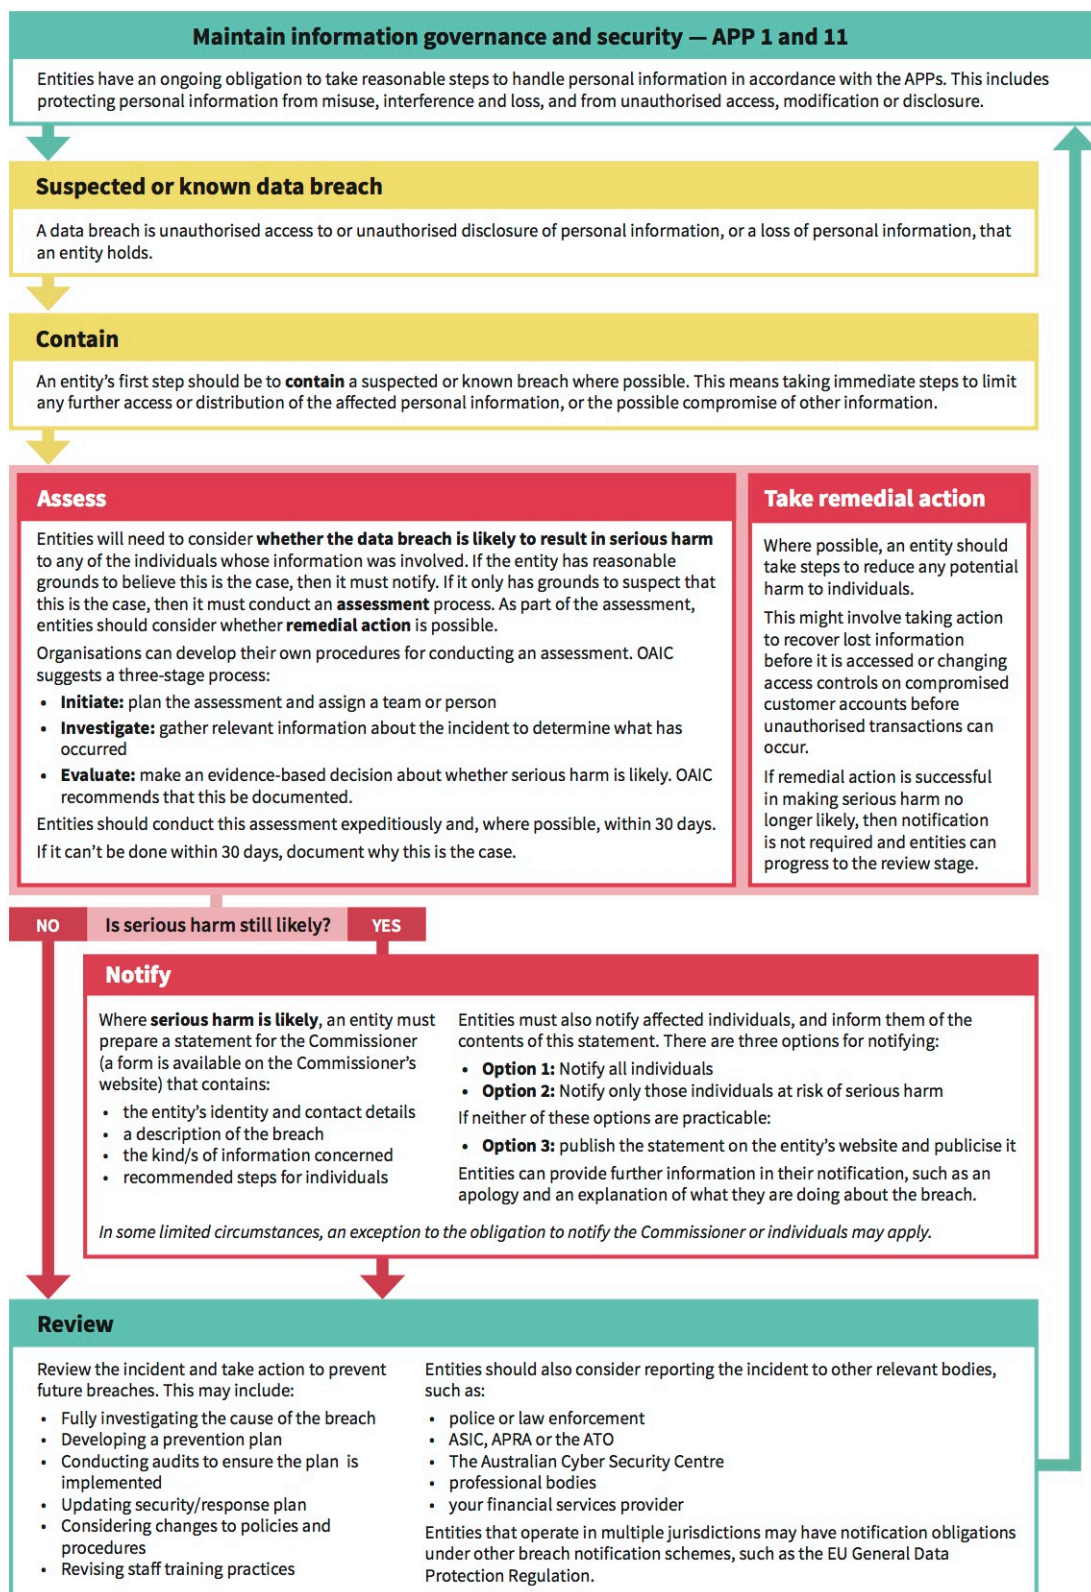 Maintain information governance and security — APP 1 and 11
Entities have an ongoing obligation to take reasonable steps to handle personal information in accordance with the APPs. This includes
protecting personal information from misuse, interference and loss, and from unauthorised access, modification or disclosure.
Suspected or known data breach
A data breach is unauthorised access to or unauthorised disclosure of personal information, or a loss of personal information, that
an entity holds.
Contain
An entity’s first step should be to contain a suspected or known breach where possible. This means taking immediate steps to limit
any further access or distribution of the affected personal information, or the possible compromise of other information.
Assess
Entities will need to consider whether the data breach is likely to result in serious harm
to any of the individuals whose information was involved. If the entity has reasonable
grounds to believe this is the case, then it must notify. If it only has grounds to suspect that
this is the case, then it must conduct an assessment process. As part of the assessment,
entities should consider whether remedial action is possible.
Organisations can develop their own procedures for conducting an assessment. OAIC
suggests a three-stage process:
• Initiate: plan the assessment and assign a team or person
• Investigate: gather relevant information about the incident to determine what has
occurred
• Evaluate: make an evidence-based decision about whether serious harm is likely. OAIC
recommends that this be documented.
Entities should conduct this assessment expeditiously and, where possible, within 30 days.
If it can’t be done within 30 days, document why this is the case.
Take remedial action
Where possible, an entity should
take steps to reduce any potential
harm to individuals.
This might involve taking action
to recover lost information
before it is accessed or changing
access controls on compromised
customer accounts before
unauthorised transactions can
occur.
If remedial action is successful
in making serious harm no
longer likely, then notification
is not required and entities can
progress to the review stage.
NO
Is serious harm still likely?
YES
Notify
Where serious harm is likely, an entity must
prepare a statement for the Commissioner
(a form is available on the Commissioner’s
website) that contains:
• the entity’s identity and contact details
• a description of the breach
• the kind/s of information concerned
• recommended steps for individuals
Entities must also notify affected individuals, and inform them of the
contents of this statement. There are three options for notifying:
• Option 1: Notify all individuals
• Option 2: Notify only those individuals at risk of serious harm
If neither of these options are practicable:
• Option 3: publish the statement on the entity’s website and publicise it
Entities can provide further information in their notification, such as an
apology and an explanation of what they are doing about the breach.
In some limited circumstances, an exception to the obligation to notify the Commissioner or individuals may apply.
Review
Review the incident and take action to prevent
future breaches. This may include:
• Fully investigating the cause of the breach
• Developing a prevention plan
• Conducting audits to ensure the plan is
implemented
• Updating security/response plan
• Considering changes to policies and
procedures
• Revising staff training practices
Entities should also consider reporting the incident to other relevant bodies,
such as:
• police or law enforcement
• ASIC, APRA or the ATO
• The Australian Cyber Security Centre
• professional bodies
• your financial services provider
Entities that operate in multiple jurisdictions may have notification obligations
under other breach notification schemes, such as the EU General Data
Protection Regulation.